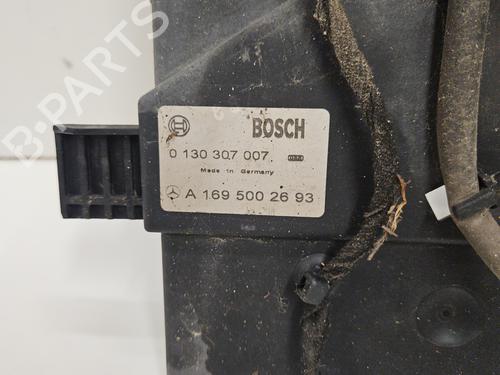 BOSCH
0 130 307 007
Made in Germany
A 169 500 26 93
B-PARTS